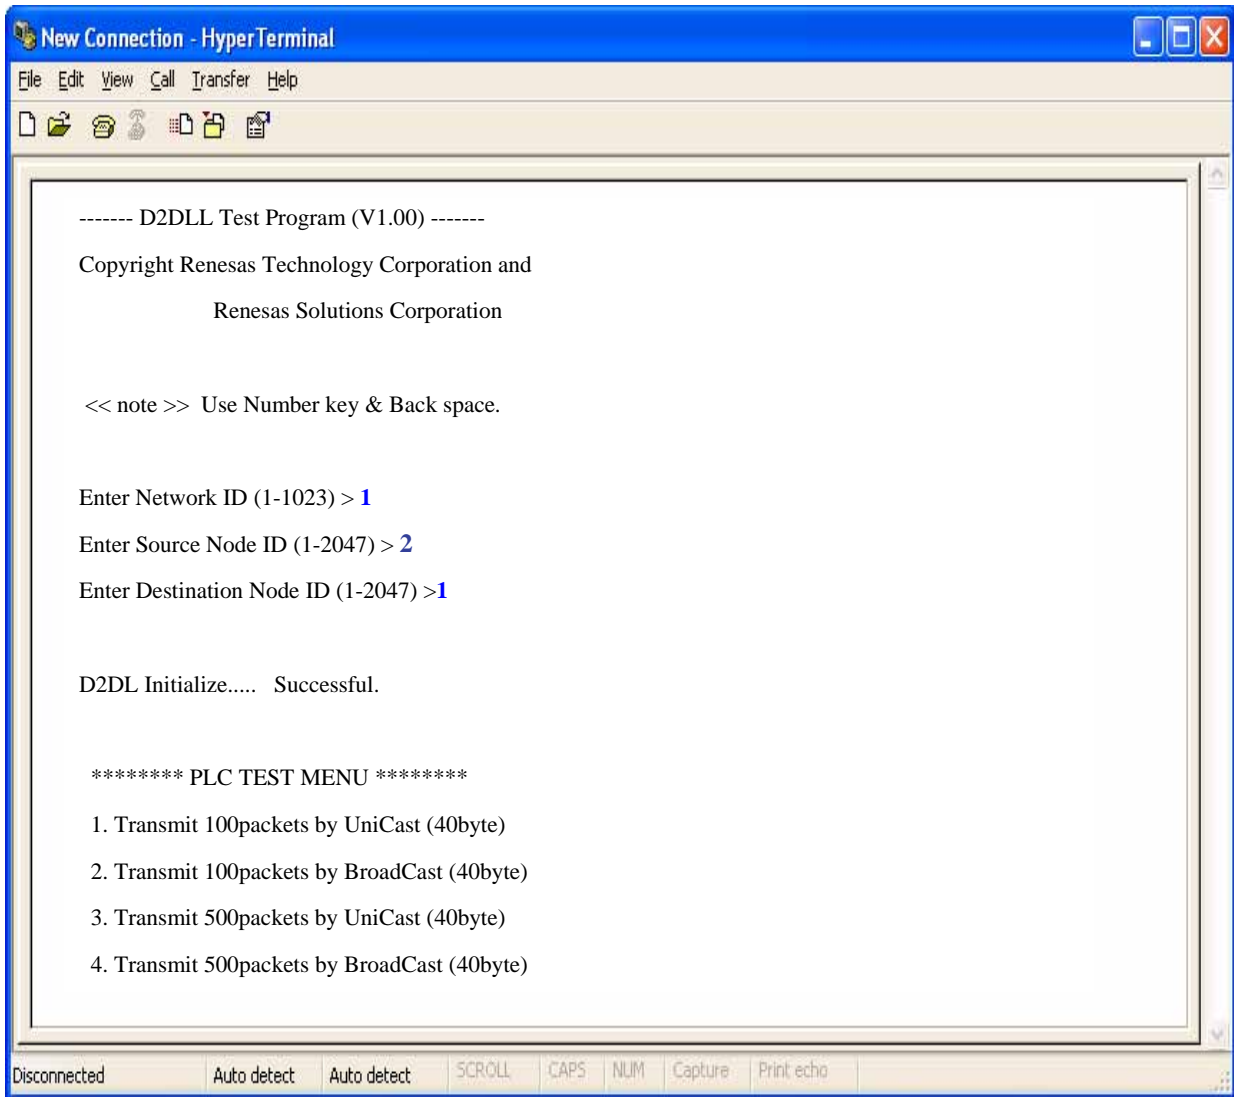 New Connection - HyperTerminal
File Edit View Call Transfer Help
------- D2DLL Test Program (V1.00) -------
Copyright Renesas Technology Corporation and
Renesas Solutions Corporation
<< note >> Use Number key & Back space.
Enter Network ID (1-1023) > 1
Enter Source Node ID (1-2047) > 2
Enter Destination Node ID (1-2047) >1
D2DL Initialize..... Successful.
******** PLC TEST MENU ********
1. Transmit 100packets by UniCast (40byte)
2. Transmit 100packets by BroadCast (40byte)
3. Transmit 500packets by UniCast (40byte)
4. Transmit 500packets by BroadCast (40byte)
Disconnected Auto detect Auto detect SCROLL CAPS NUM Capture Print echo